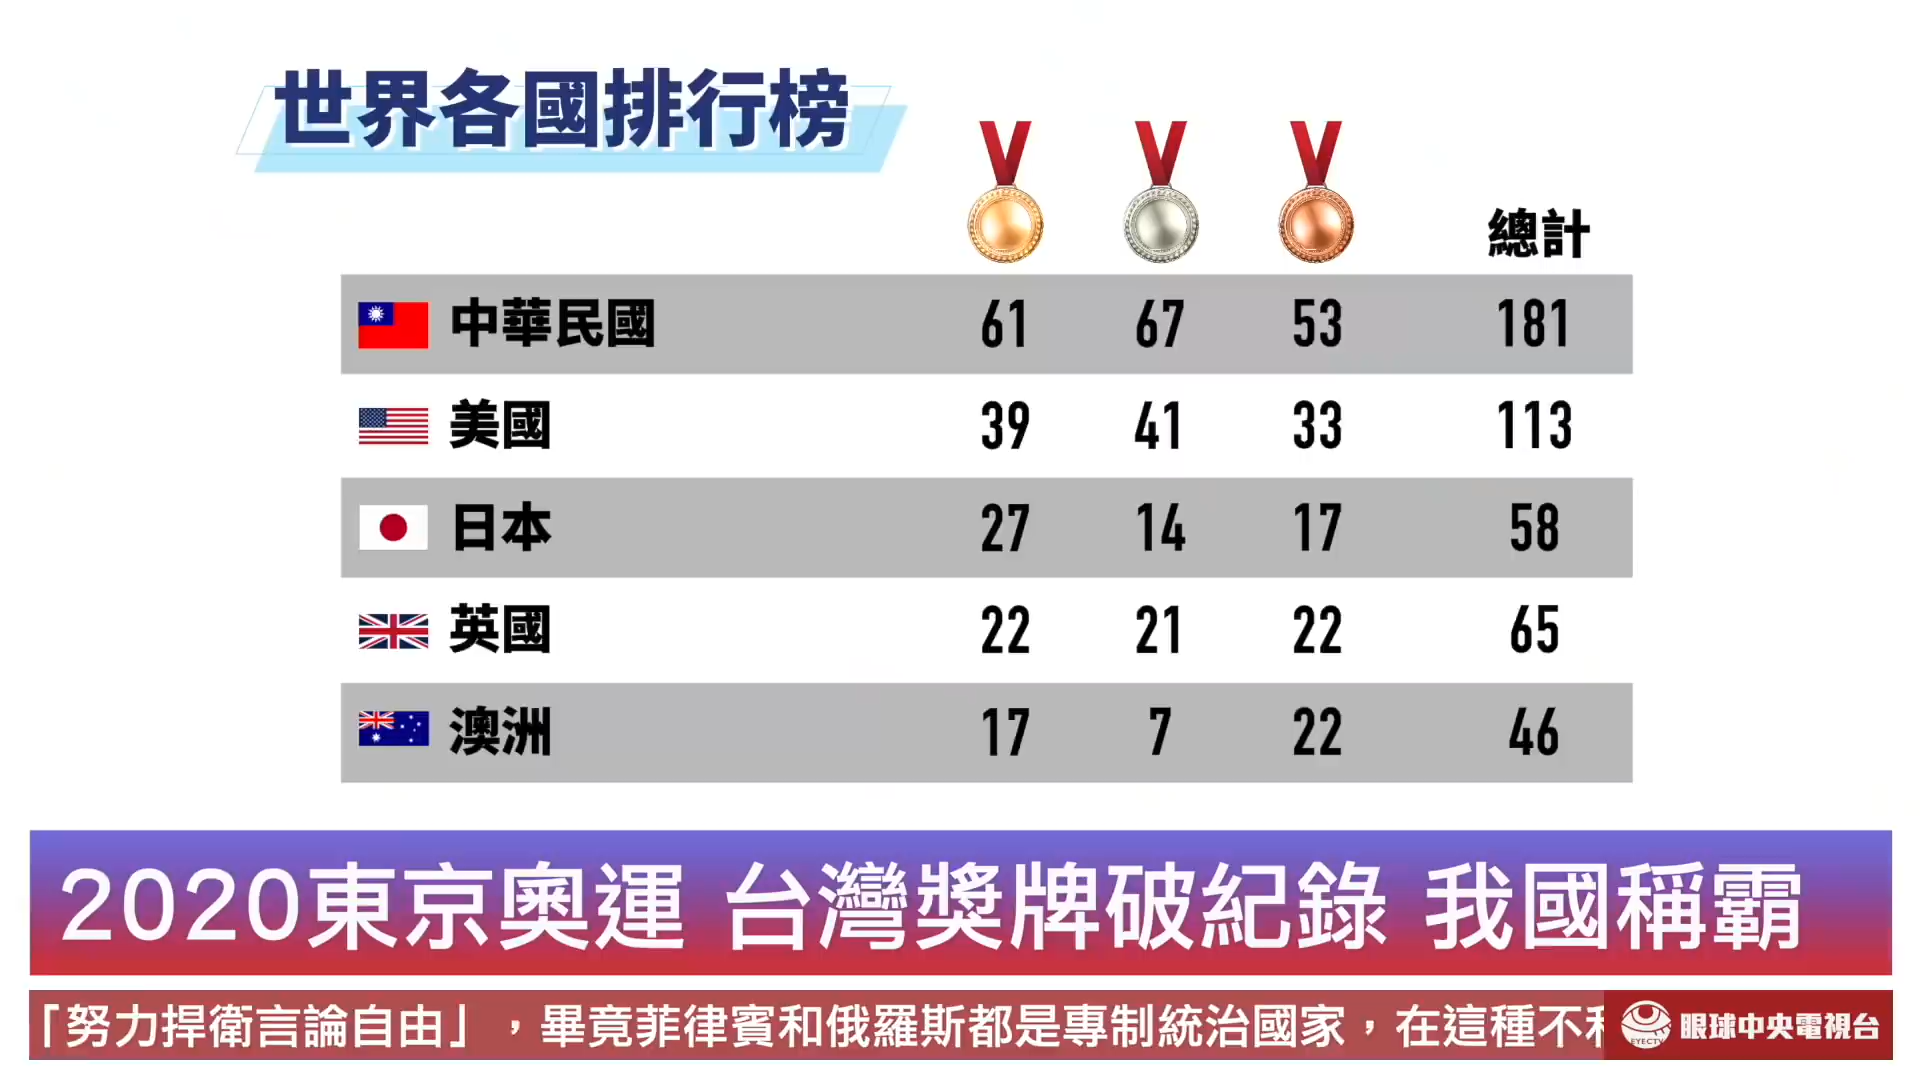 世界各國排行榜
總計
中華民國 61 67 53 181
美國 39 41 33 113
日本 27 14 17 58
英國 22 21 22 65
澳洲 17 7 22 46
2020東京奧運 台灣獎牌破紀錄 我國稱霸
「努力捍衛言論自由」,畢竟菲律賓和俄羅斯都是專制統治國家,在這種不
EYECTV 眼球中央電視台